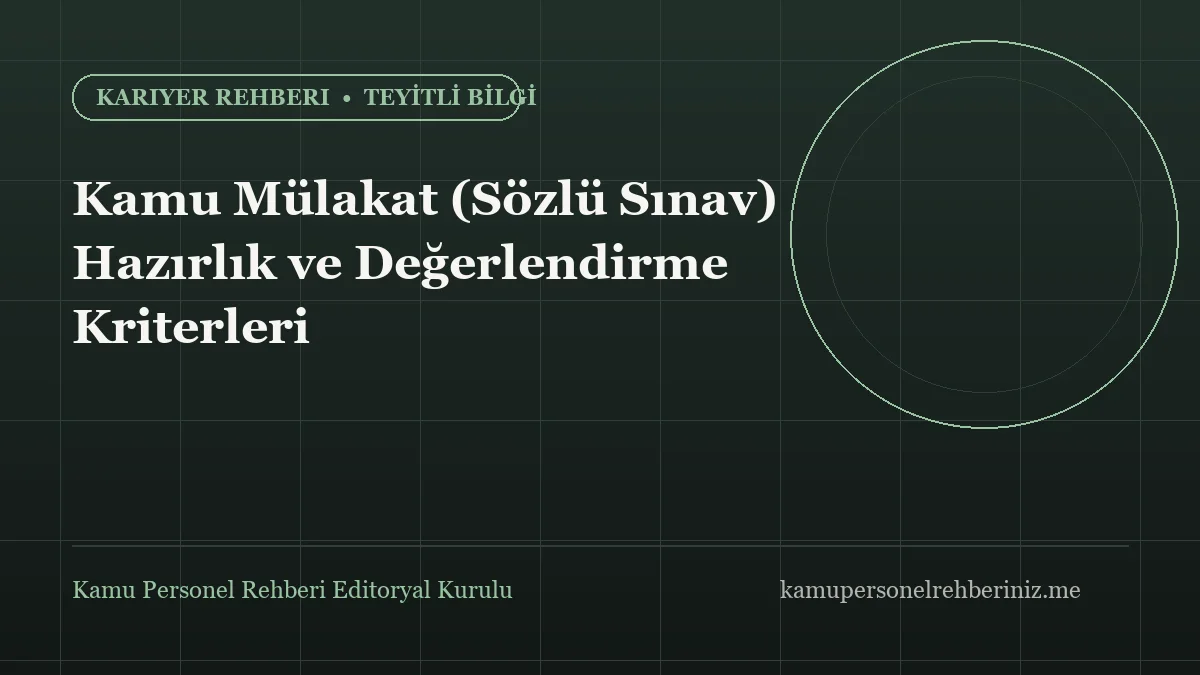 KARIYER REHBERI • TEYİTLİ BİLGİ
Kamu Mülakat (Sözlü Sınav)
Hazırlık ve Değerlendirme
Kriterleri
Kamu Personel Rehberi Editoryal Kurulu
kamupersonelrehberiniz.me